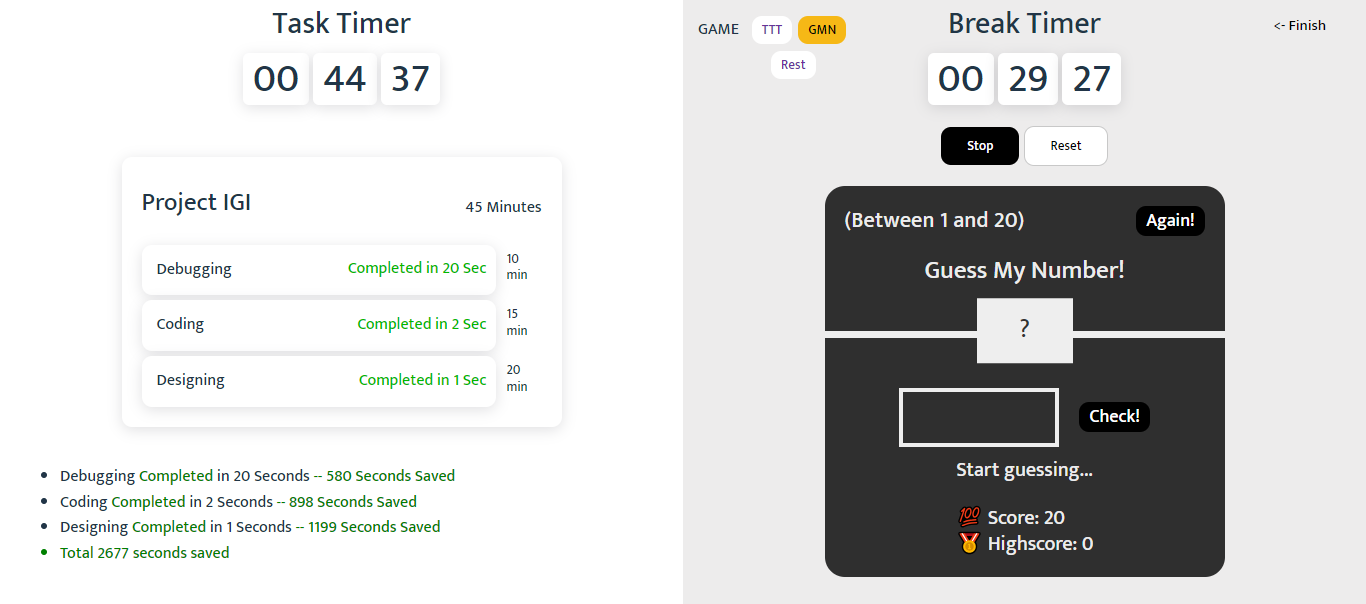 Task Timer
00 44 37
Project IGI
45 Minutes
Debugging Completed in 20 Sec 10 min
Coding Completed in 2 Sec 15 min
Designing Completed in 1 Sec 20 min
Debugging Completed in 20 Seconds -- 580 Seconds Saved
Coding Completed in 2 Seconds -- 898 Seconds Saved
Designing Completed in 1 Seconds -- 1199 Seconds Saved
Total 2677 seconds saved
GAME TTT GMN
Rest
Break Timer
<- Finish
00 29 27
Stop Reset
(Between 1 and 20) Again!
Guess My Number!
?
Check!
Start guessing...
💯 Score: 20
🥇 Highscore: 0